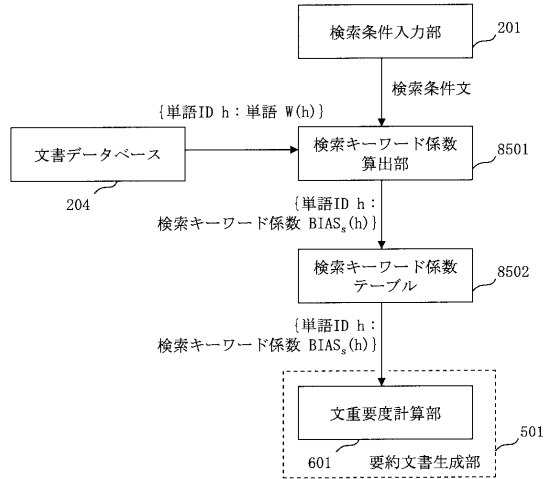 検索条件入力部
201
検索条件文
{単語ID h:単語 W(h)}
文書データベース
204
検索キーワード係数
算出部
8501
{単語ID h:
検索キーワード係数 BIASs(h)}
検索キーワード係数
テーブル
8502
{単語ID h:
検索キーワード係数 BIASs(h)}
文重要度計算部
601
要約文書生成部
501